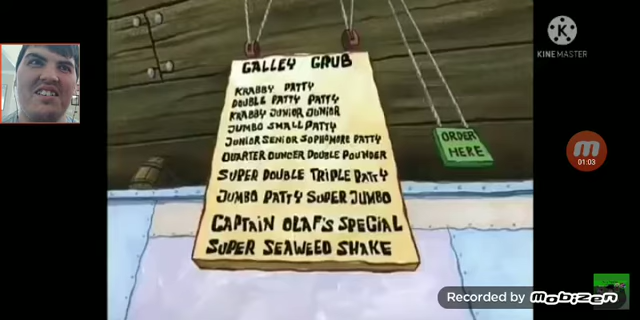 GALLEY GRUB
KRABBY PATTY
DOUBLE PATTY PATTY
KRABBY JUNIOR JUNIOR
JUMBO SMALL PATTY
JUNIOR SENIOR SOPHOMORE PATTY
QUARTER OUNCER DOUBLE POUNDER
SUPER DOUBLE TRIPLE PATTY
JUMBO PATTY SUPER JUMBO
CAPTAIN OLAF'S SPECIAL
SUPER SEAWEED SHAKE
ORDER
HERE
K
KINEMASTER
01:03
Recorded by mobizen